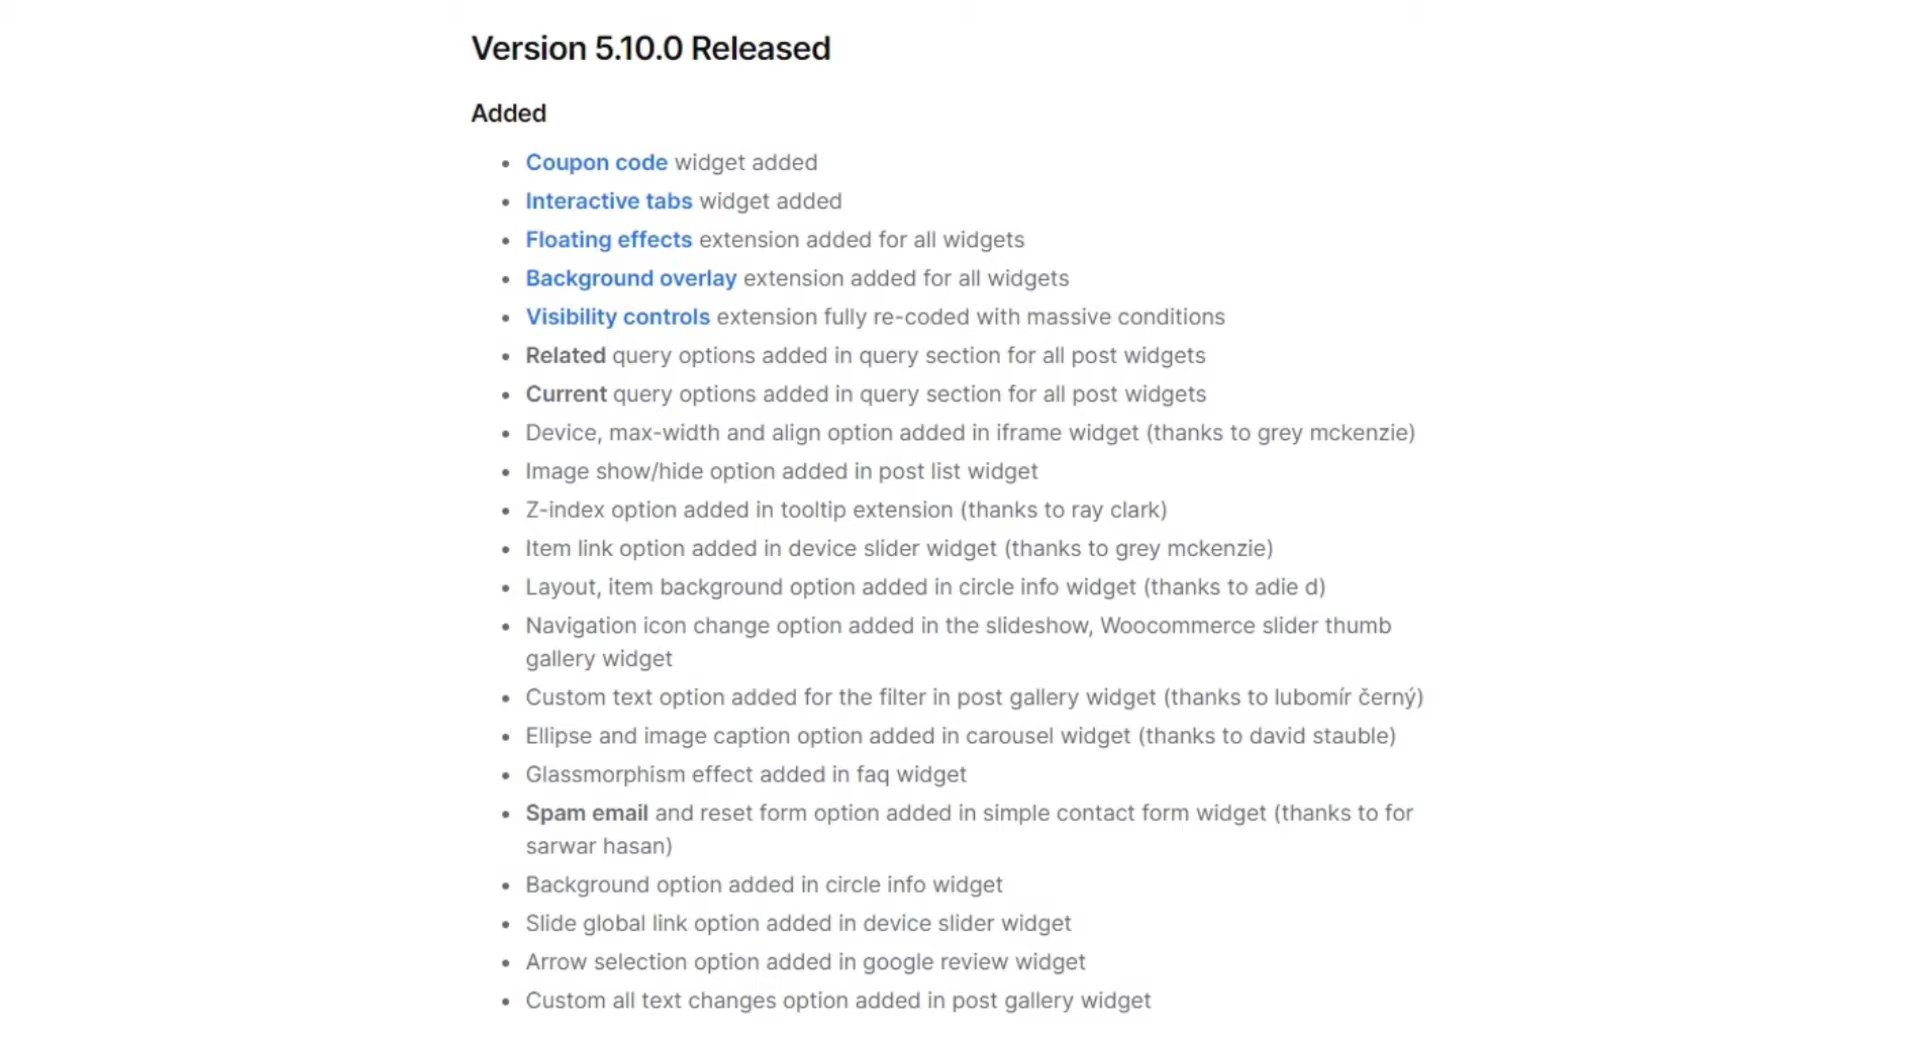 Version 5.10.0 Released
Added
• Coupon code widget added
• Interactive tabs widget added
• Floating effects extension added for all widgets
• Background overlay extension added for all widgets
• Visibility controls extension fully re-coded with massive conditions
• Related query options added in query section for all post widgets
• Current query options added in query section for all post widgets
• Device, max-width and align option added in iframe widget (thanks to grey mckenzie)
• Image show/hide option added in post list widget
• Z-index option added in tooltip extension (thanks to ray clark)
• Item link option added in device slider widget (thanks to grey mckenzie)
• Layout, item background option added in circle info widget (thanks to adie d)
• Navigation icon change option added in the slideshow, Woocommerce slider thumb
gallery widget
• Custom text option added for the filter in post gallery widget (thanks to lubomír černý)
• Ellipse and image caption option added in carousel widget (thanks to david stauble)
• Glassmorphism effect added in faq widget
• Spam email and reset form option added in simple contact form widget (thanks to for
sarwar hasan)
• Background option added in circle info widget
• Slide global link option added in device slider widget
• Arrow selection option added in google review widget
• Custom all text changes option added in post gallery widget